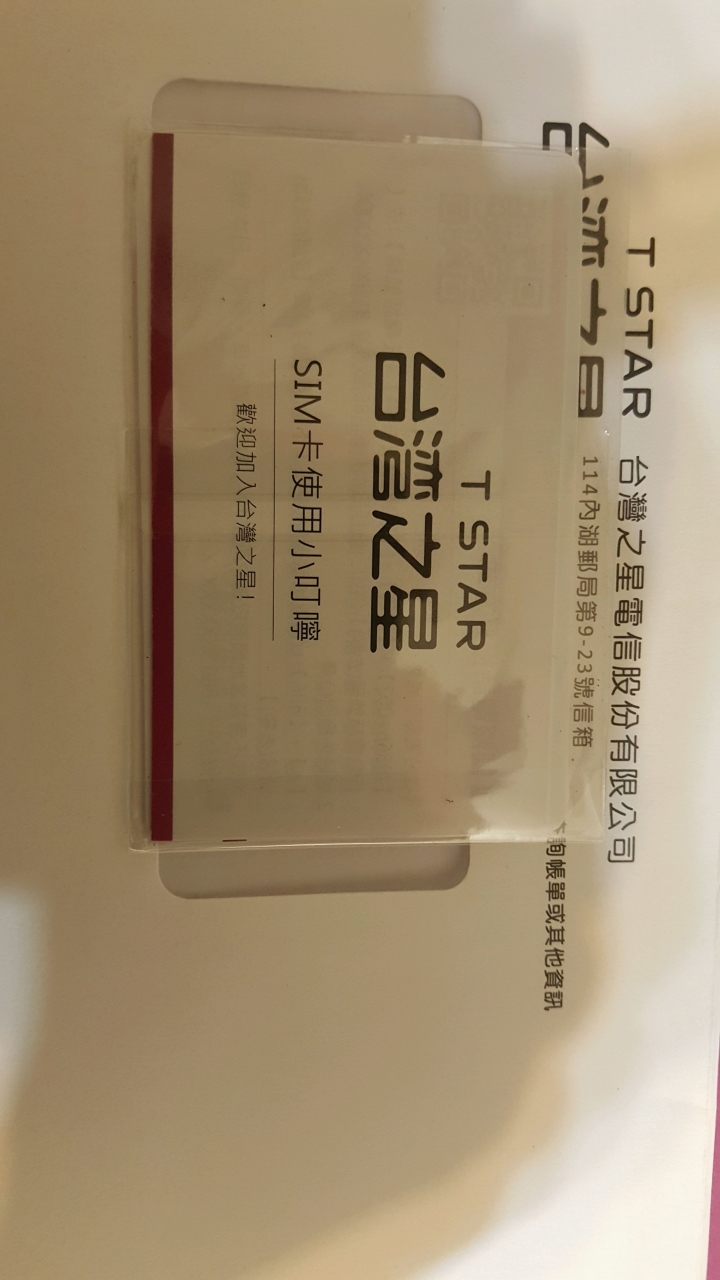 T STAR
台灣之星電信股份有限公司
114內湖郵局第9-23號信箱
詢帳單或其他資訊
T STAR
台灣之星
SIM卡使用小叮嚀
歡迎加入台灣之星!